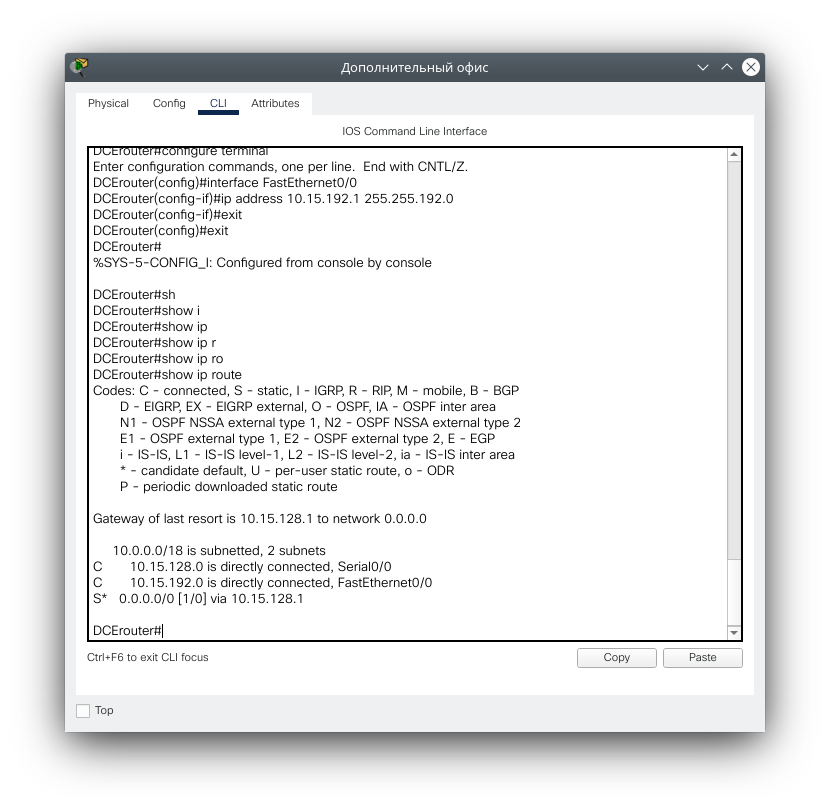 Дополнительный офис
Physical Config CLI Attributes
IOS Command Line Interface
DCErouter#configure terminal
Enter configuration commands, one per line.  End with CNTL/Z.
DCErouter(config)#interface FastEthernet0/0
DCErouter(config-if)#ip address 10.15.192.1 255.255.192.0
DCErouter(config-if)#exit
DCErouter(config)#exit
DCErouter#
%SYS-5-CONFIG_I: Configured from console by console
DCErouter#sh
DCErouter#show i
DCErouter#show ip
DCErouter#show ip r
DCErouter#show ip ro
DCErouter#show ip route
Codes: C - connected, S - static, I - IGRP, R - RIP, M - mobile, B - BGP
D - EIGRP, EX - EIGRP external, O - OSPF, IA - OSPF inter area
N1 - OSPF NSSA external type 1, N2 - OSPF NSSA external type 2
E1 - OSPF external type 1, E2 - OSPF external type 2, E - EGP
i - IS-IS, L1 - IS-IS level-1, L2 - IS-IS level-2, ia - IS-IS inter area
* - candidate default, U - per-user static route, o - ODR
P - periodic downloaded static route
Gateway of last resort is 10.15.128.1 to network 0.0.0.0
10.0.0.0/18 is subnetted, 2 subnets
C 10.15.128.0 is directly connected, Serial0/0
C 10.15.192.0 is directly connected, FastEthernet0/0
S* 0.0.0.0/0 [1/0] via 10.15.128.1
DCErouter#
Ctrl+F6 to exit CLI focus
Copy Paste
Top